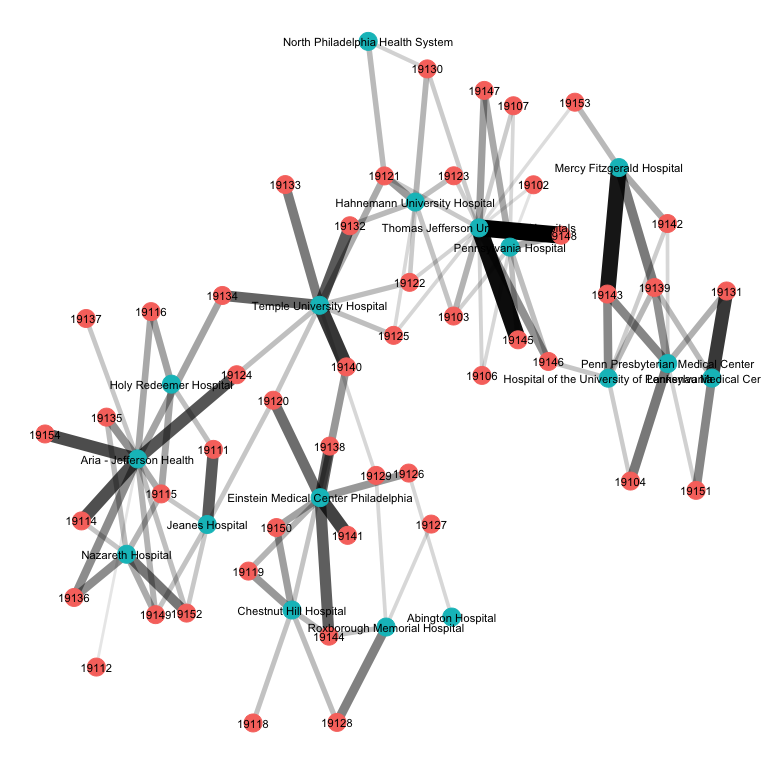 North Philadelphia Health System
19130
19147
19107
19153
Mercy Fitzgerald Hospital
19133
19121
19123
19102
Hahnemann University Hospital
19132
Thomas Jefferson Un
als
19148
Pennsylvania Hospital
19142
19122
19139
19131
19134
19143
Temple University Hospital
19137
19116
19103
19125
19145
19140
19146
Penn Presbyterian Medical Center
19124
19106
Hospital of the University of
Medical Cer
Holy Redeemer Hospital
19120
19135
19154
19111
19138
Aria - Jefferson Health
19129
19126
19104
19151
19115
Einstein Medical Center Philadelphia
19114
Jeanes Hospital
19150
19127
19141
Nazareth Hospital
19119
19136
19149
19152
Chestnut Hill Hospital
Abington Hospital
Roxborough Memorial Hospital
19144
19112
19118
19128